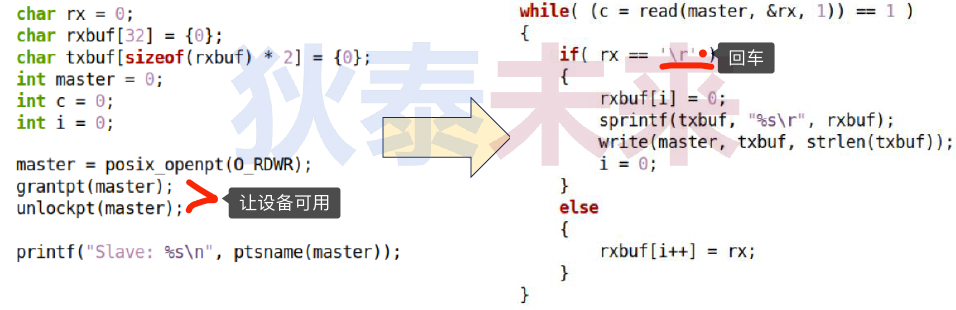 char rx = 0;
char rxbuf[32] = {0};
char txbuf[sizeof(rxbuf) * 2] = {0};
int master = 0;
int c = 0;
int i = 0;
master = posix_openpt(O_RDWR);
grantpt(master);
unlockpt(master);
让设备可用
printf("Slave: %s\n", ptsname(master));
while( (c = read(master, &rx, 1)) == 1 )
{
if( rx == '\r' )
回车
{
rxbuf[i] = 0;
sprintf(txbuf, "%s\r", rxbuf);
write(master, txbuf, strlen(txbuf));
i = 0;
}
else
{
rxbuf[i++] = rx;
}
}
狄泰未来